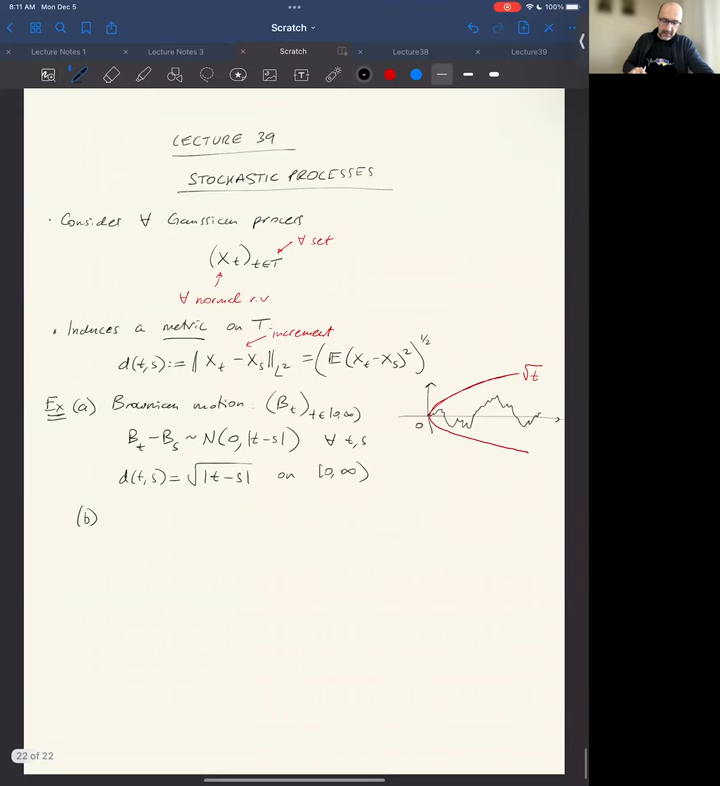 8:11 AM Mon Dec 5
100%
Scratch
Lecture Notes 1
Lecture Notes 3
Scratch
Lecture38
Lecture39
LECTURE 39
STOCHASTIC PROCESSES
· Consider ∀ Gaussian process
(X_t)_{t∈T}
∀ set
∀ normal r.v.
· Induces a metric on T:
increment
d(t,s) := ‖X_t − X_s‖_{L²} = (𝔼(X_t − X_s)²)^{1/2}
Ex (a) Brownian motion: (B_t)_{t∈[0,∞)}
B_t − B_s ~ N(0, |t−s|) ∀ t,s
d(t,s) = √|t−s| on [0,∞)
√t
0
(b)
22 of 22